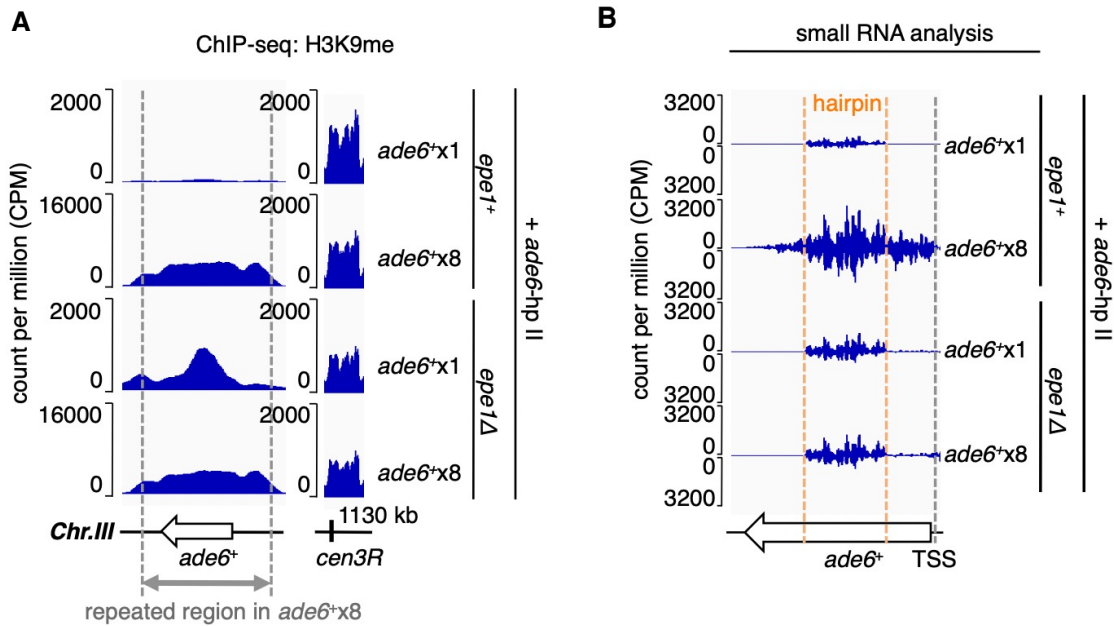 A
ChIP-seq: H3K9me
count per million (CPM)
2000
0
2000
0
ade6⁺x1
16000
0
2000
0
ade6⁺x8
epe1⁺
2000
0
2000
0
ade6⁺x1
16000
0
2000
0
ade6⁺x8
epe1Δ
+ ade6-hp II
Chr.III
ade6⁺
1130 kb
cen3R
repeated region in ade6⁺x8
B
small RNA analysis
count per million (CPM)
hairpin
3200
0
0
3200
ade6⁺x1
3200
0
0
3200
ade6⁺x8
epe1⁺
3200
0
0
3200
ade6⁺x1
3200
0
0
3200
ade6⁺x8
epe1Δ
+ ade6-hp II
ade6⁺
TSS